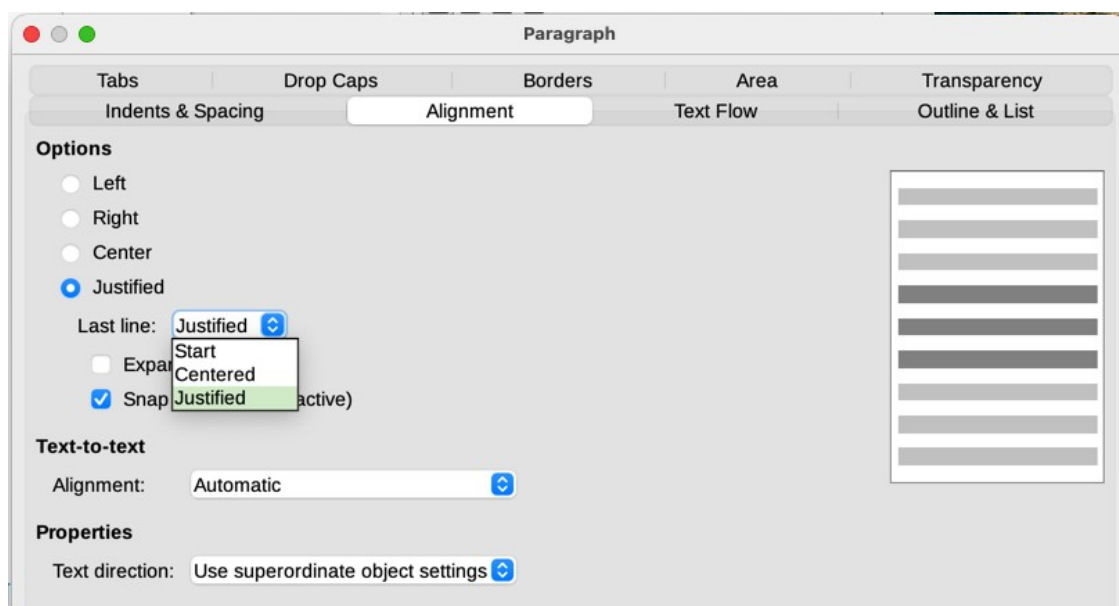 Paragraph
Tabs Drop Caps Borders Area Transparency
Indents & Spacing Alignment Text Flow Outline & List
Options
Left
Right
Center
Justified
Last line: Justified
Start
Expan
Centered
Snap Justified active)
Text-to-text
Alignment: Automatic
Properties
Text direction: Use superordinate object settings